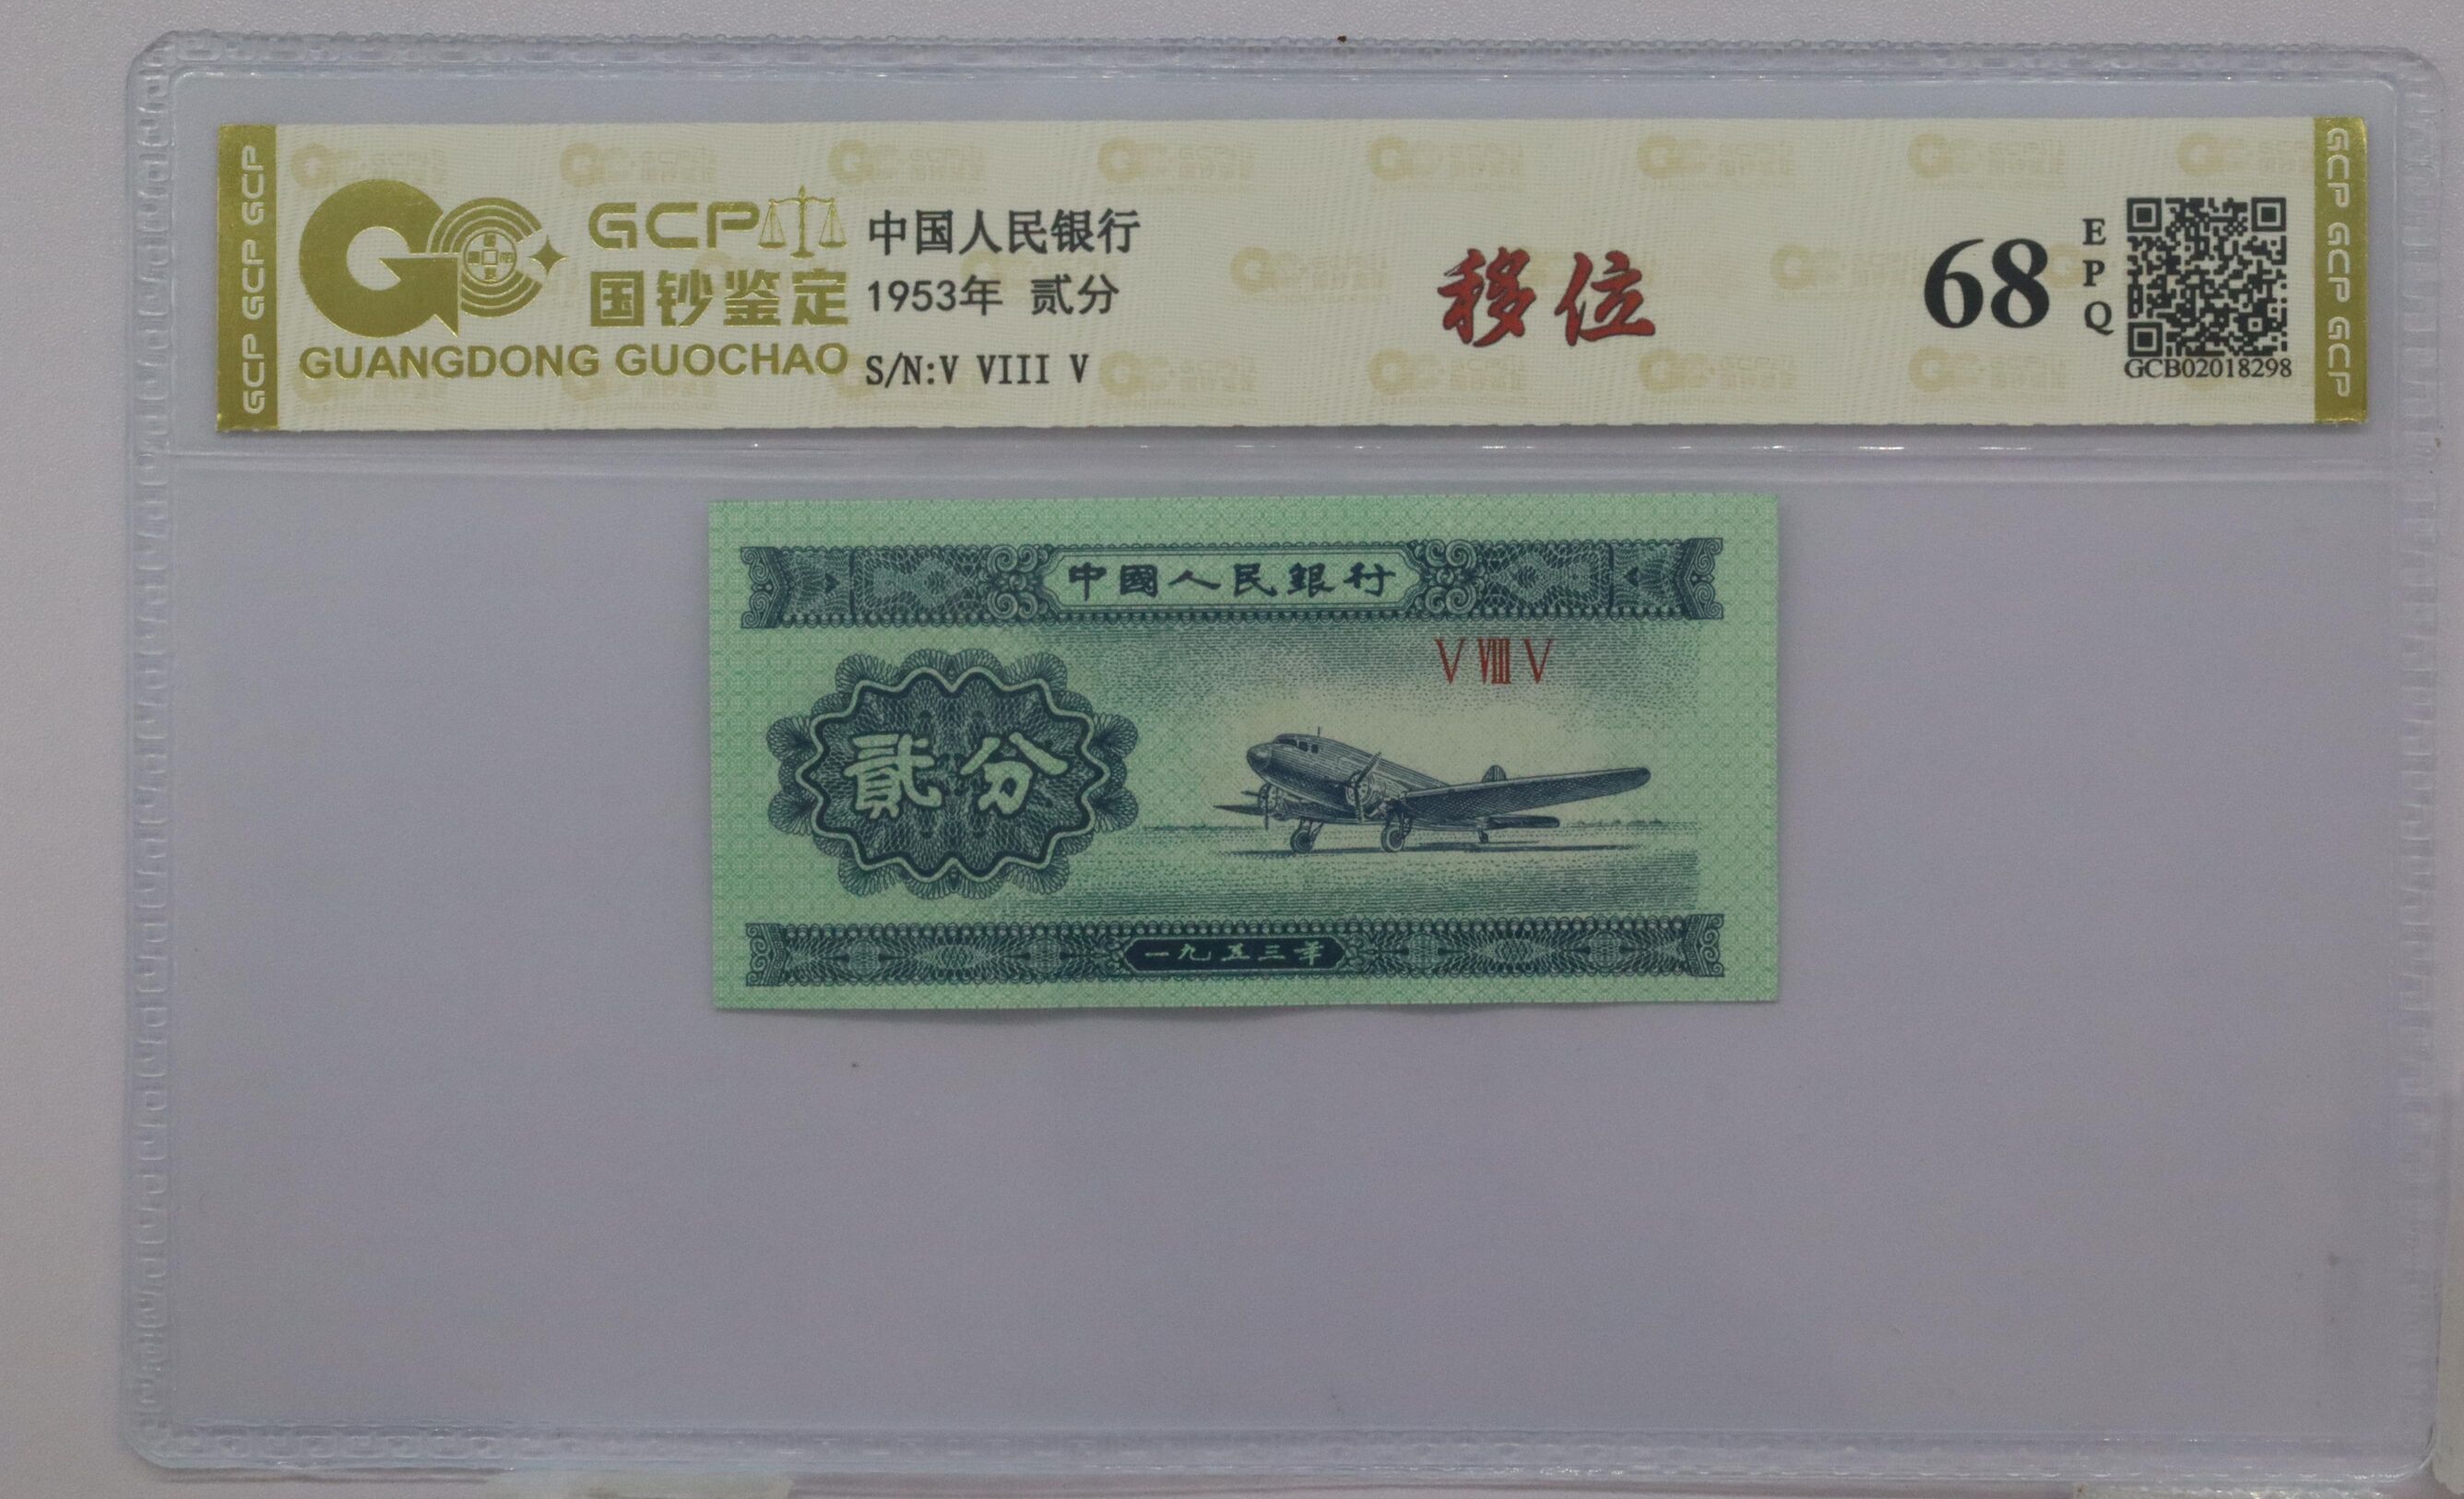 GCP GCP GCP
GCP
国钞鉴定
GUANGDONG GUOCHAO
中国人民银行
1953年 贰分
S/N:V VIII V
移位
68
E
P
Q
GCB02018298
GCP GCP GCP
中國人民銀行
V VIII V
貳分
一九五三年